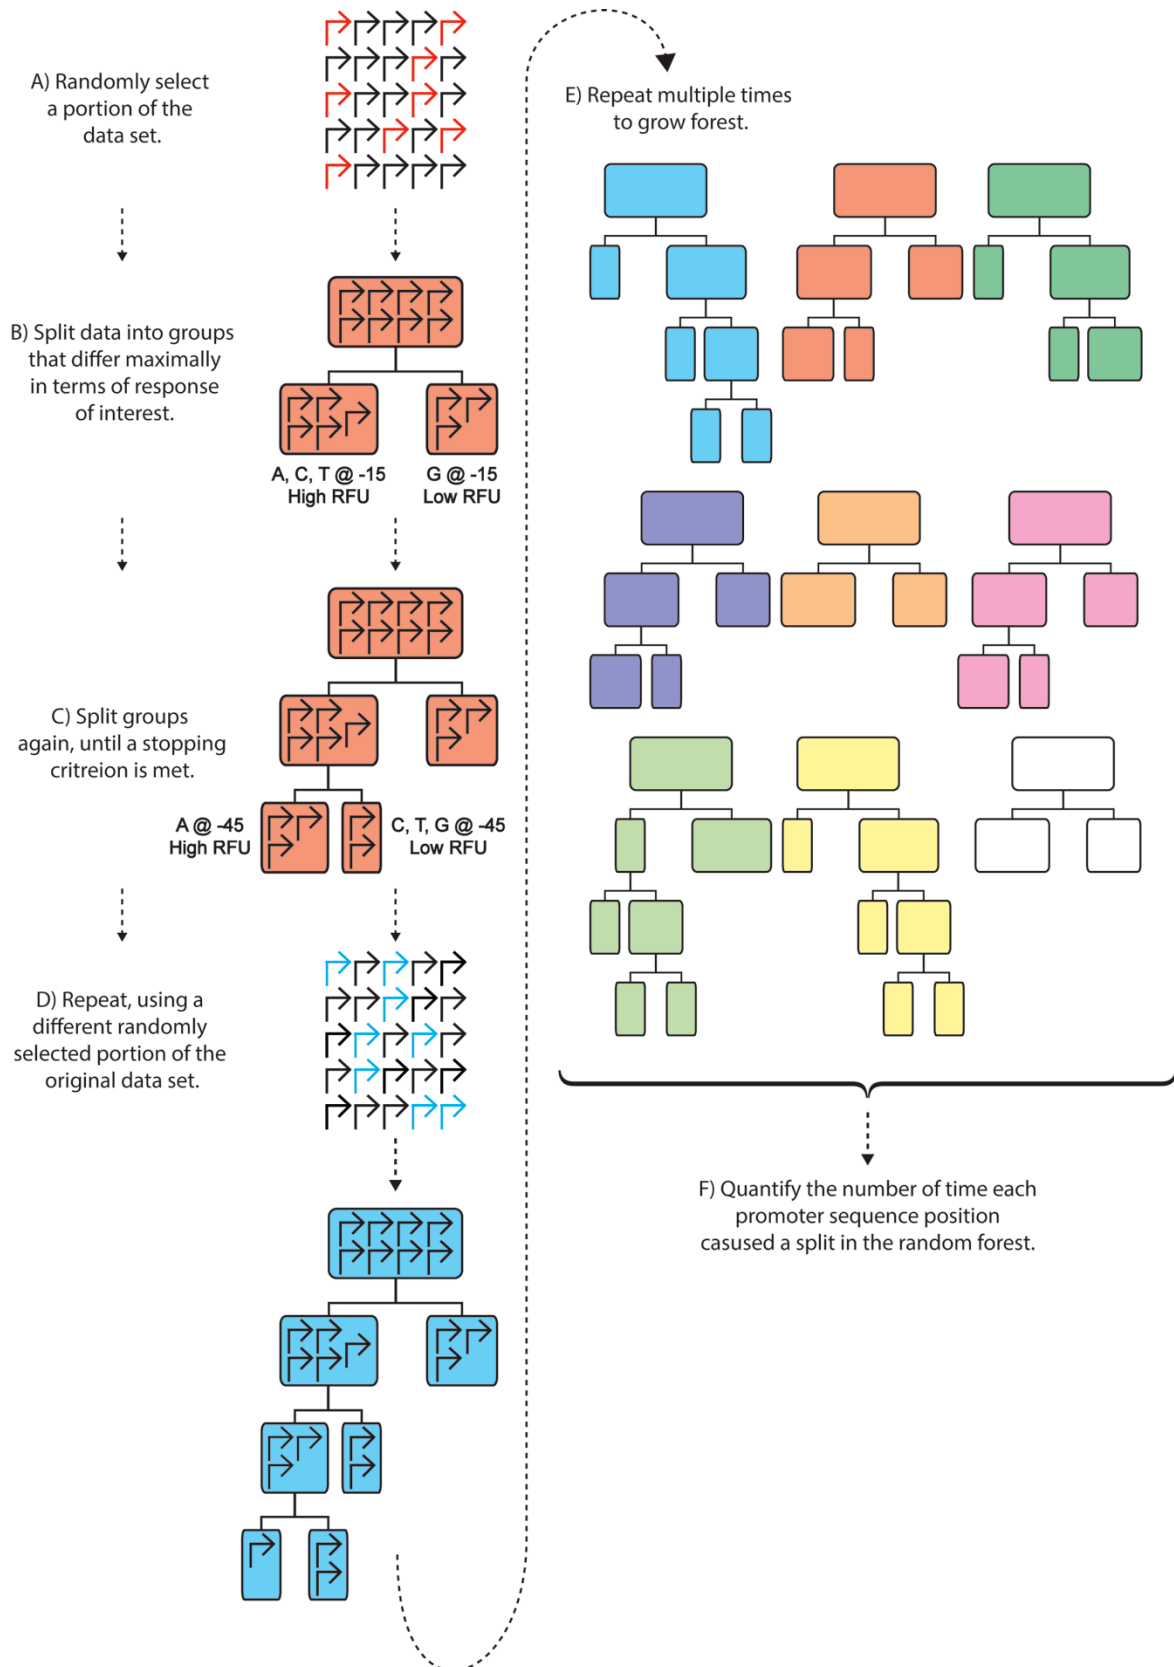 A) Randomly select
a portion of the
data set.
B) Split data into groups
that differ maximally
in terms of response
of interest.
A, C, T @ -15
High RFU
G @ -15
Low RFU
C) Split groups
again, until a stopping
critreion is met.
A @ -45
High RFU
C, T, G @ -45
Low RFU
D) Repeat, using a
different randomly
selected portion of the
original data set.
E) Repeat multiple times
to grow forest.
F) Quantify the number of time each
promoter sequence position
casused a split in the random forest.